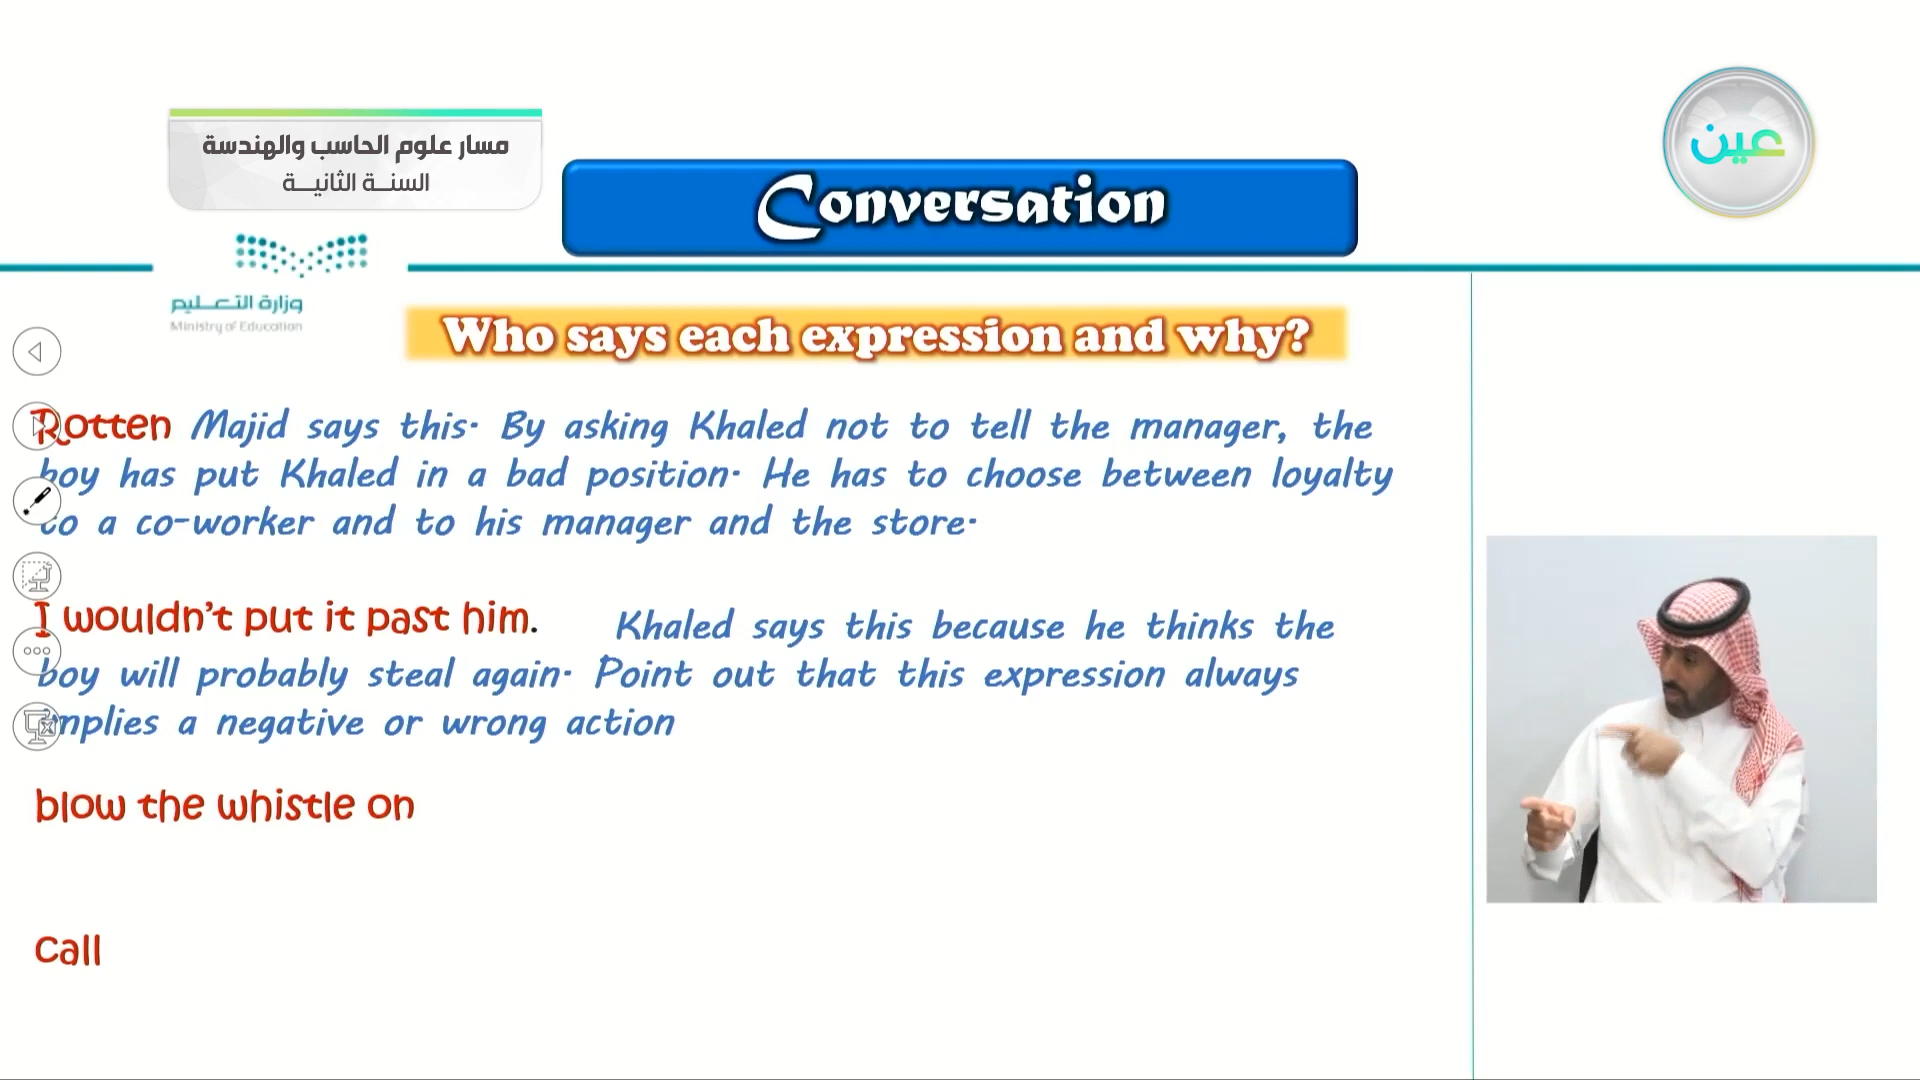 مسار علوم الحاسب والهندسة
السنة الثانية
عين
Conversation
وزارة التعليم
Ministry of Education
Who says each expression and why?
Rotten Majid says this. By asking Khaled not to tell the manager, the
boy has put Khaled in a bad position. He has to choose between loyalty
to a co-worker and to his manager and the store.
I wouldn't put it past him. Khaled says this because he thinks the
boy will probably steal again. Point out that this expression always
implies a negative or wrong action
blow the whistle on
call